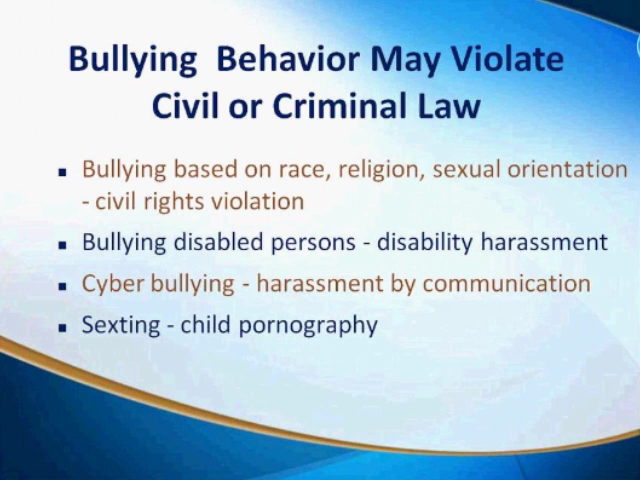 Bullying  Behavior May Violate
Civil or Criminal Law
▪ Bullying based on race, religion, sexual orientation
- civil rights violation
▪ Bullying disabled persons - disability harassment
▪ Cyber bullying - harassment by communication
▪ Sexting - child pornography